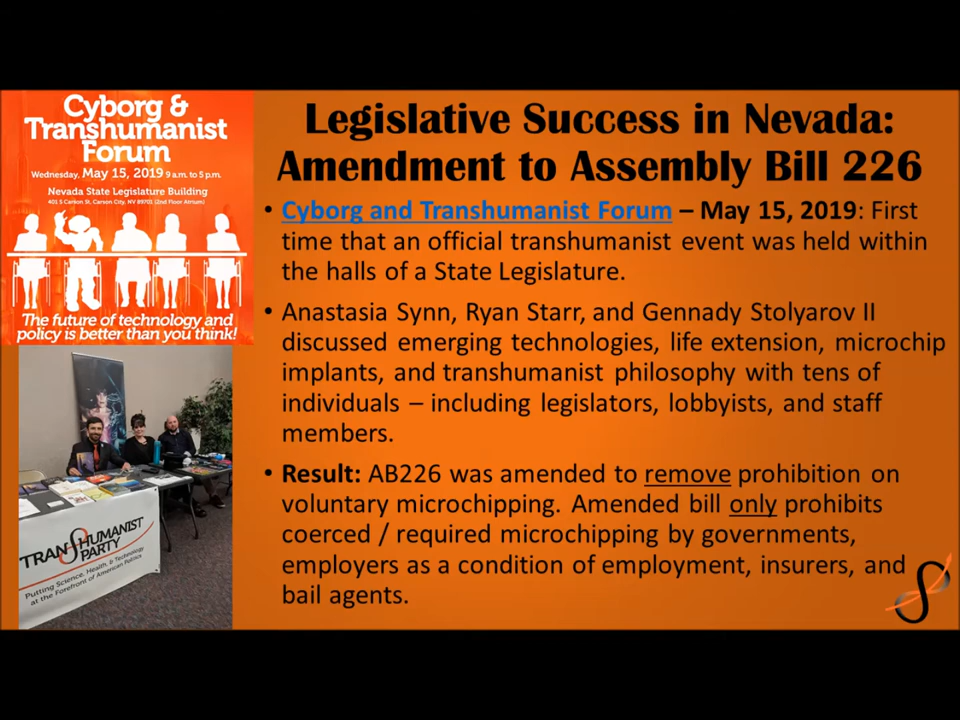 Cyborg &
Transhumanist
Forum
Wednesday, May 15, 2019 9 a.m. to 5 p.m.
Nevada State Legislature Building
401 S Carson St, Carson City, NV 89701 (2nd Floor Atrium)
The future of technology and
policy is better than you think!
TRANSHUMANIST
PARTY
Putting Science, Health, & Technology
at the Forefront of American Politics
Legislative Success in Nevada:
Amendment to Assembly Bill 226
• Cyborg and Transhumanist Forum – May 15, 2019: First
time that an official transhumanist event was held within
the halls of a State Legislature.
• Anastasia Synn, Ryan Starr, and Gennady Stolyarov II
discussed emerging technologies, life extension, microchip
implants, and transhumanist philosophy with tens of
individuals – including legislators, lobbyists, and staff
members.
• Result: AB226 was amended to remove prohibition on
voluntary microchipping. Amended bill only prohibits
coerced / required microchipping by governments,
employers as a condition of employment, insurers, and
bail agents.